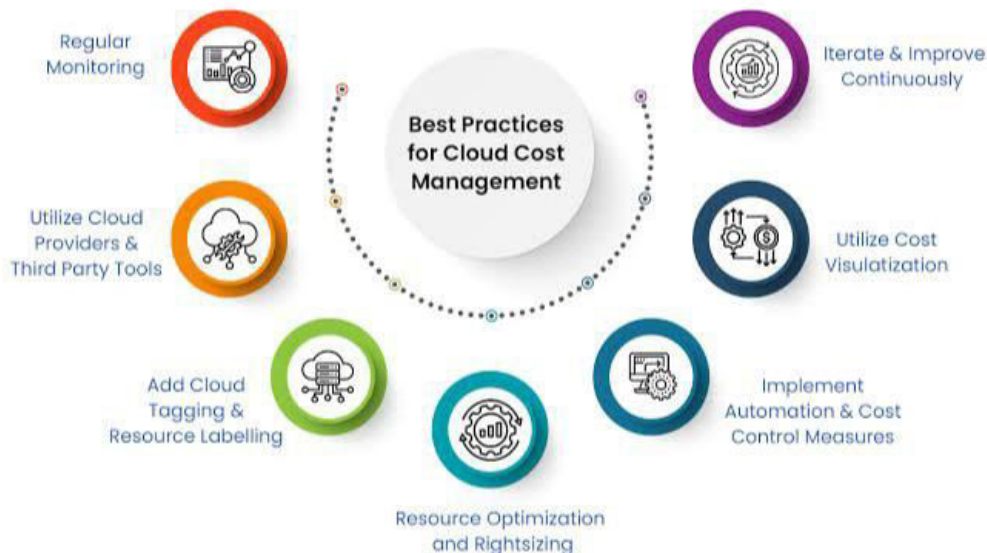 Best Practices
for Cloud Cost
Management
Regular
Monitoring
Utilize Cloud
Providers &
Third Party Tools
Add Cloud
Tagging &
Resource Labelling
Resource Optimization
and Rightsizing
Implement
Automation & Cost
Control Measures
Utilize Cost
Visulatization
Iterate & Improve
Continuously